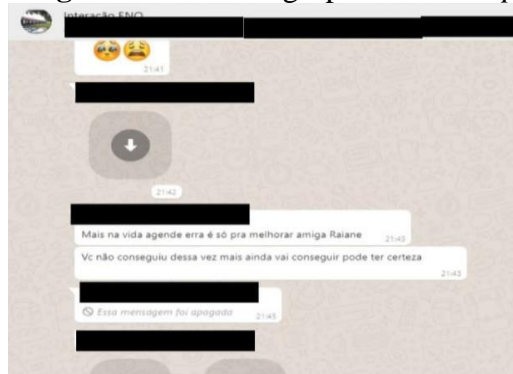 Interação ENQ
21:41
21:42
Mais na vida agende erra é só pra melhorar amiga Raiane 21:43
Vc não conseguiu dessa vez mais ainda vai conseguir pode ter certeza
21:43
Essa mensagem foi apagada 21:45